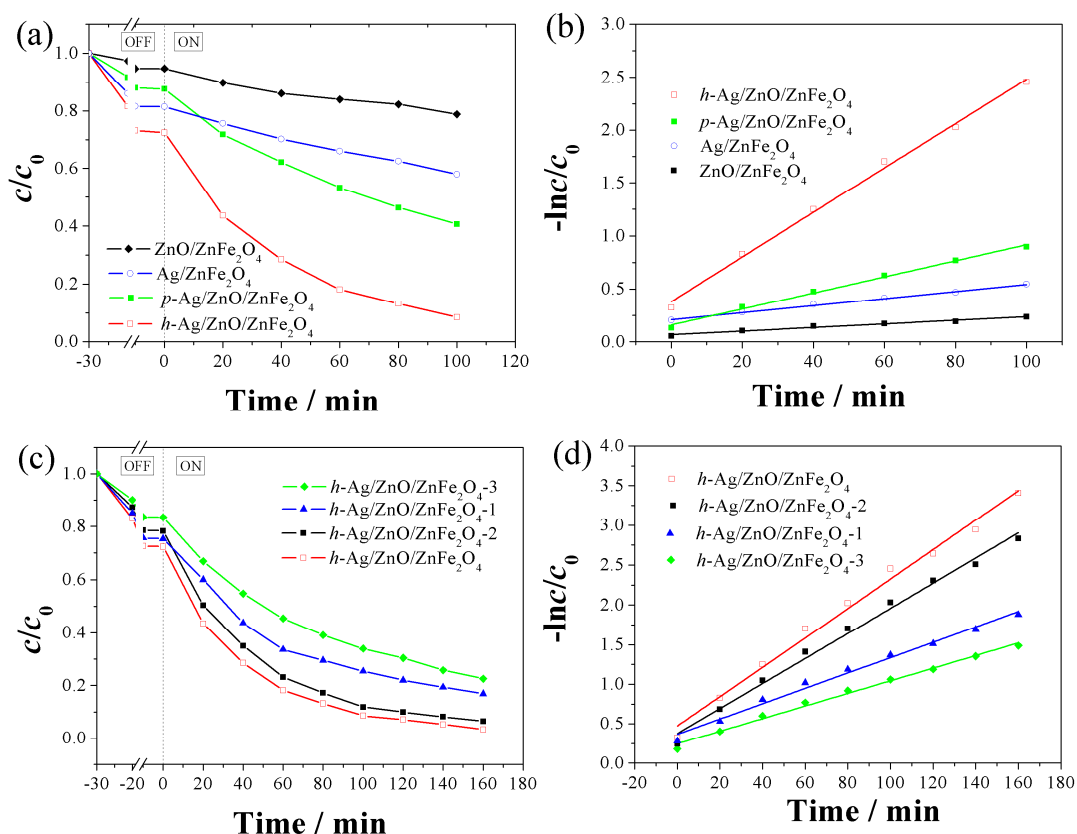 (a)
OFF ON
1.0
0.8
0.6
0.4
0.2
0.0
c/c₀
ZnO/ZnFe₂O₄
Ag/ZnFe₂O₄
p-Ag/ZnO/ZnFe₂O₄
h-Ag/ZnO/ZnFe₂O₄
-30 0 20 40 60 80 100 120
Time / min
(b)
3.0
2.5
2.0
1.5
1.0
0.5
0.0
-lnc/c₀
h-Ag/ZnO/ZnFe₂O₄
p-Ag/ZnO/ZnFe₂O₄
Ag/ZnFe₂O₄
ZnO/ZnFe₂O₄
0 20 40 60 80 100
Time / min
(c)
OFF ON
1.0
0.8
0.6
0.4
0.2
0.0
c/c₀
h-Ag/ZnO/ZnFe₂O₄-3
h-Ag/ZnO/ZnFe₂O₄-1
h-Ag/ZnO/ZnFe₂O₄-2
h-Ag/ZnO/ZnFe₂O₄
-30 -20 0 20 40 60 80 100 120 140 160
Time / min
(d)
4.0
3.5
3.0
2.5
2.0
1.5
1.0
0.5
0.0
-lnc/c₀
h-Ag/ZnO/ZnFe₂O₄
h-Ag/ZnO/ZnFe₂O₄-2
h-Ag/ZnO/ZnFe₂O₄-1
h-Ag/ZnO/ZnFe₂O₄-3
0 20 40 60 80 100 120 140 160 180
Time / min